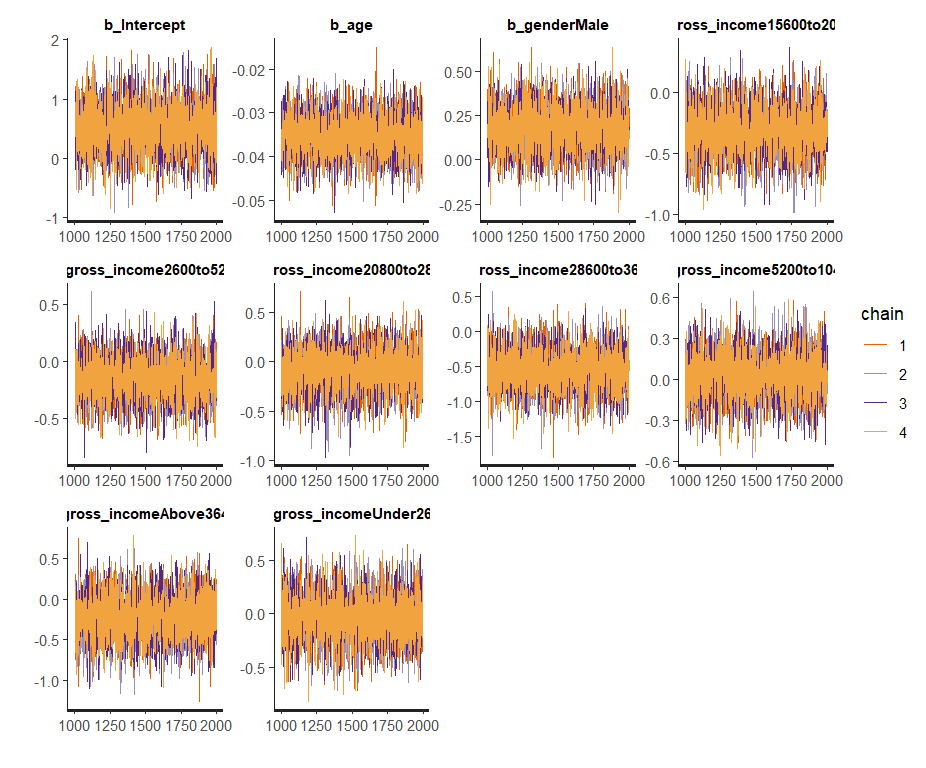 b_Intercept b_age b_genderMale ross_income15600to20
2 1 0 -1
-0.02 -0.03 -0.04 -0.05
0.50 0.25 0.00 -0.25
0.0 -0.5 -1.0
1000 1250 1500 1750 2000 1000 1250 1500 1750 2000 1000 1250 1500 1750 2000 1000 1250 1500 1750 2000
gross_income2600to52 ross_income20800to28 ross_income28600to36 gross_income5200to104
0.5 0.0 -0.5
0.5 0.0 -0.5 -1.0
0.5 0.0 -0.5 -1.0 -1.5
0.6 0.3 0.0 -0.3 -0.6
1000 1250 1500 1750 2000 1000 1250 1500 1750 2000 1000 1250 1500 1750 2000 1000 1250 1500 1750 2000
chain
1
2
3
4
gross_incomeAbove364 gross_incomeUnder26
0.5 0.0 -0.5 -1.0
0.5 0.0 -0.5
1000 1250 1500 1750 2000 1000 1250 1500 1750 2000